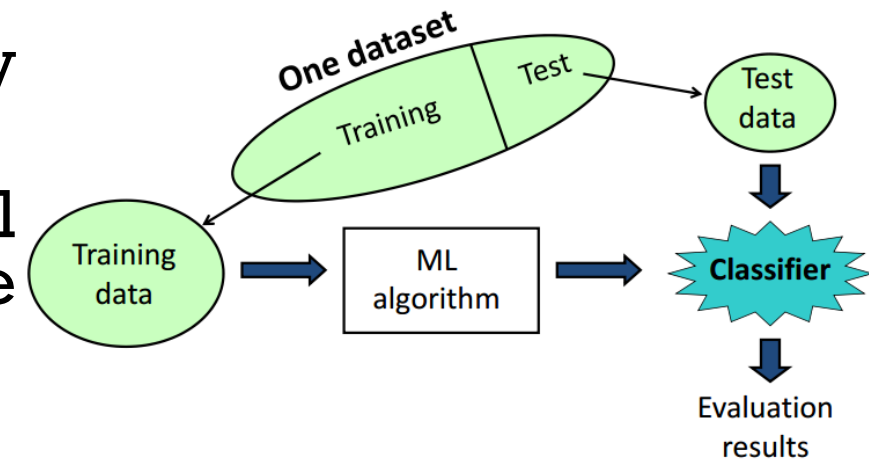 One dataset
Training
Test
Test
data
Training
data
ML
algorithm
Classifier
Evaluation
results